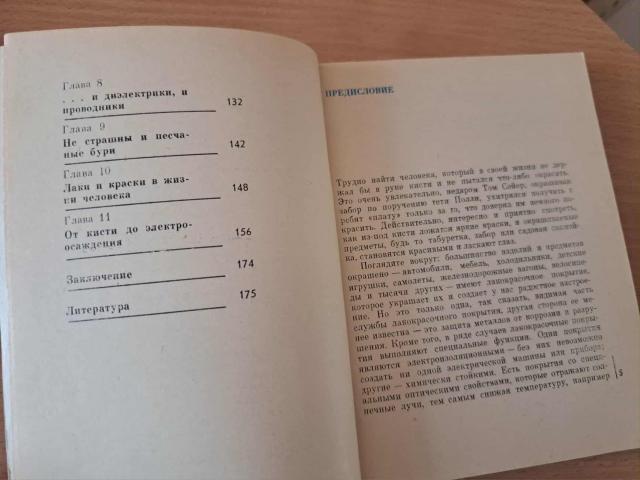 Глава 8
. . . и диэлектрики, и
проводники 132
Глава 9
Не страшны и песча-
ные бури 142
Глава 10
Лаки и краски в жиз-
ни человека 148
Глава 11
От кисти до электро-
осаждения 156
Заключение 174
Литература 175
ПРЕДИСЛОВИЕ
Трудно найти человека, который в своей жизни не дер-
жал бы в руке кисти и не пытался что-либо окрасить.
Это очень увлекательно, недаром Том Сойер, окрашивая
забор по поручению тети Полли, ухитрялся получить с
ребят «плату» только за то, что доверил им немного по-
красить. Действительно, интересно и приятно смотреть,
как из-под кисти ложатся яркие краски, и окрашиваемые
предметы, будь то табуретка, забор или садовая скамей-
ка, становятся красивыми и ласкают глаз.
Поглядите вокруг: большинство изделий и предметов
окрашено — автомобили, мебель, холодильники, детские
игрушки, самолеты, железнодорожные вагоны, велосипе-
ды и тысячи других — имеют лакокрасочное покрытие,
которое украшает их и создает у нас радостное настрое-
ние. Но это только одна, так сказать, видимая часть
службы лакокрасочного покрытия, другая сторона ее ме-
нее известна — это защита металлов от коррозии и разру-
шения. Кроме того, в ряде случаев лакокрасочные покры-
тия выполняют специальные функции. Одни покрытия
являются электроизоляционными — без них невозможно
создать ни одной электрической машины или прибора;
другие — химически стойкими. Есть покрытия со специ-
альными оптическими свойствами, которые отражают сол-
нечные лучи, тем самым снижая температуру, например
5